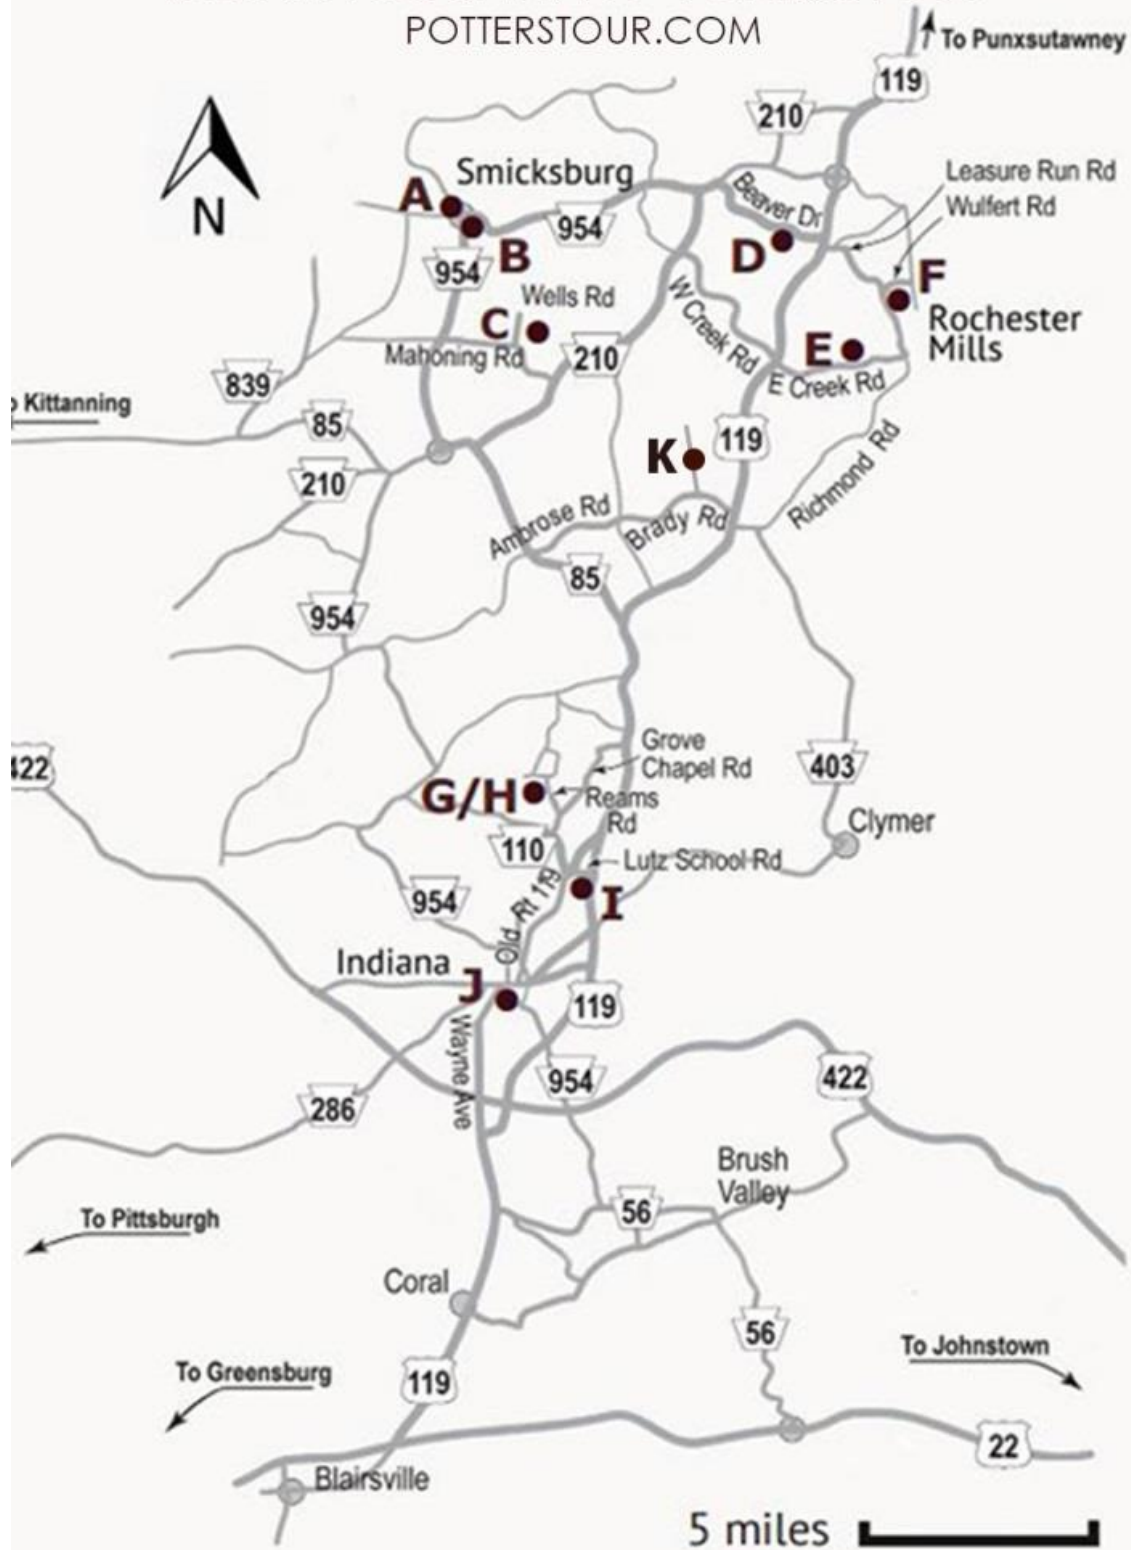 POTTERSTOUR.COM
To Punxsutawney
119
210
Leasure Run Rd
Smicksburg
Beaver Dr
Wulfert Rd
A
954
B
D
F
954
Wells Rd
C
W Creek Rd
Rochester
Mills
Mahoning Rd
210
E
839
E Creek Rd
Kittanning
85
119
K
Richmond Rd
210
Ambrose Rd
Brady Rd
85
954
Grove
Chapel Rd
422
403
G/H
Reams
Rd
Clymer
110
Lutz School Rd
954
Old Rt 119
I
Indiana
J
119
N
Wayne Ave
954
422
286
Brush
Valley
To Pittsburgh
56
Coral
56
To Johnstown
To Greensburg
119
22
Blairsville
5 miles